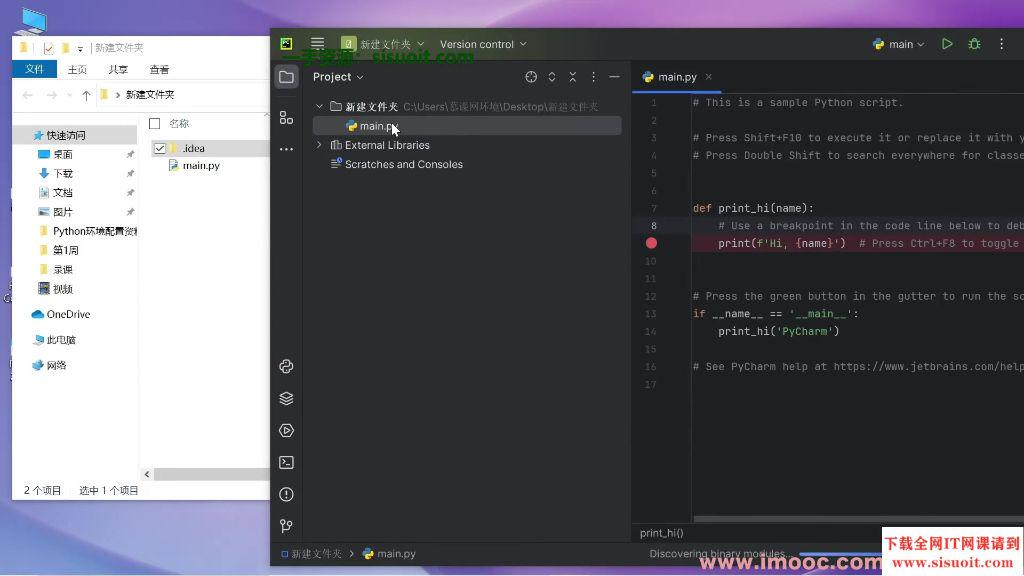 新建文件夹
文件 主页 共享 查看
新建文件夹
名称
快速访问
桌面
下载
文档
图片
Python环境配置资料
第1周
录课
视频
OneDrive
此电脑
网络
.idea
main.py
2 个项目 选中 1 个项目
新建文件夹 Version control main
sisuoit.com
Project
新建文件夹 C:\Users\慕课网环境\Desktop\新建文件夹
main.py
External Libraries
Scratches and Consoles
main.py
1 # This is a sample Python script.
2
3 # Press Shift+F10 to execute it or replace it with
4 # Press Double Shift to search everywhere for classe
5
6
7 def print_hi(name):
8 # Use a breakpoint in the code line below to deb
print(f'Hi, {name}') # Press Ctrl+F8 to toggle
10
11
12 # Press the green button in the gutter to run the sc
13 if __name__ == '__main__':
14 print_hi('PyCharm')
15
16 # See PyCharm help at https://www.jetbrains.com/help
17
print_hi()
新建文件夹 main.py
Discovering binary modules...
www.imooc.com
下载全网IT网课请到
www.sisuoit.com